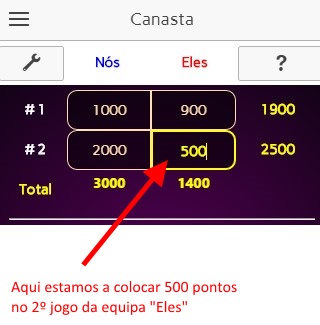 Canasta
Nós Eles ?
#1 1000 900 1900
#2 2000 500 2500
Total 3000 1400
Aqui estamos a colocar 500 pontos
no 2º jogo da equipa "Eles"